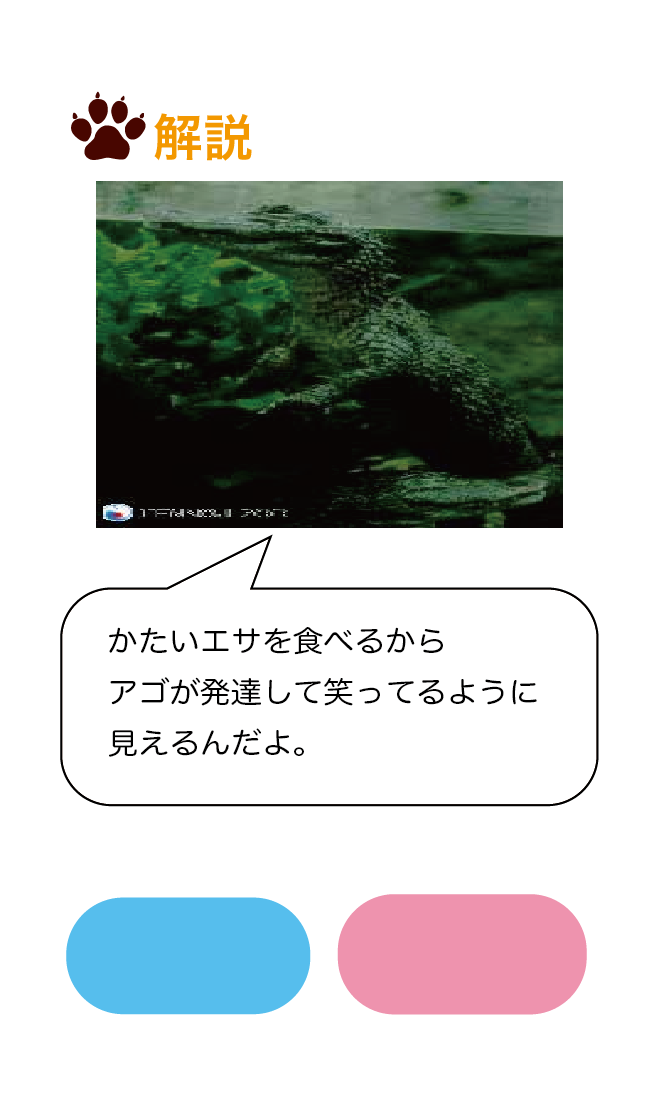 解説
かたいエサを食べるから
アゴが発達して笑ってるように
見えるんだよ。